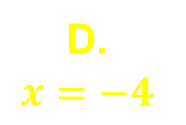 D.
x = −4